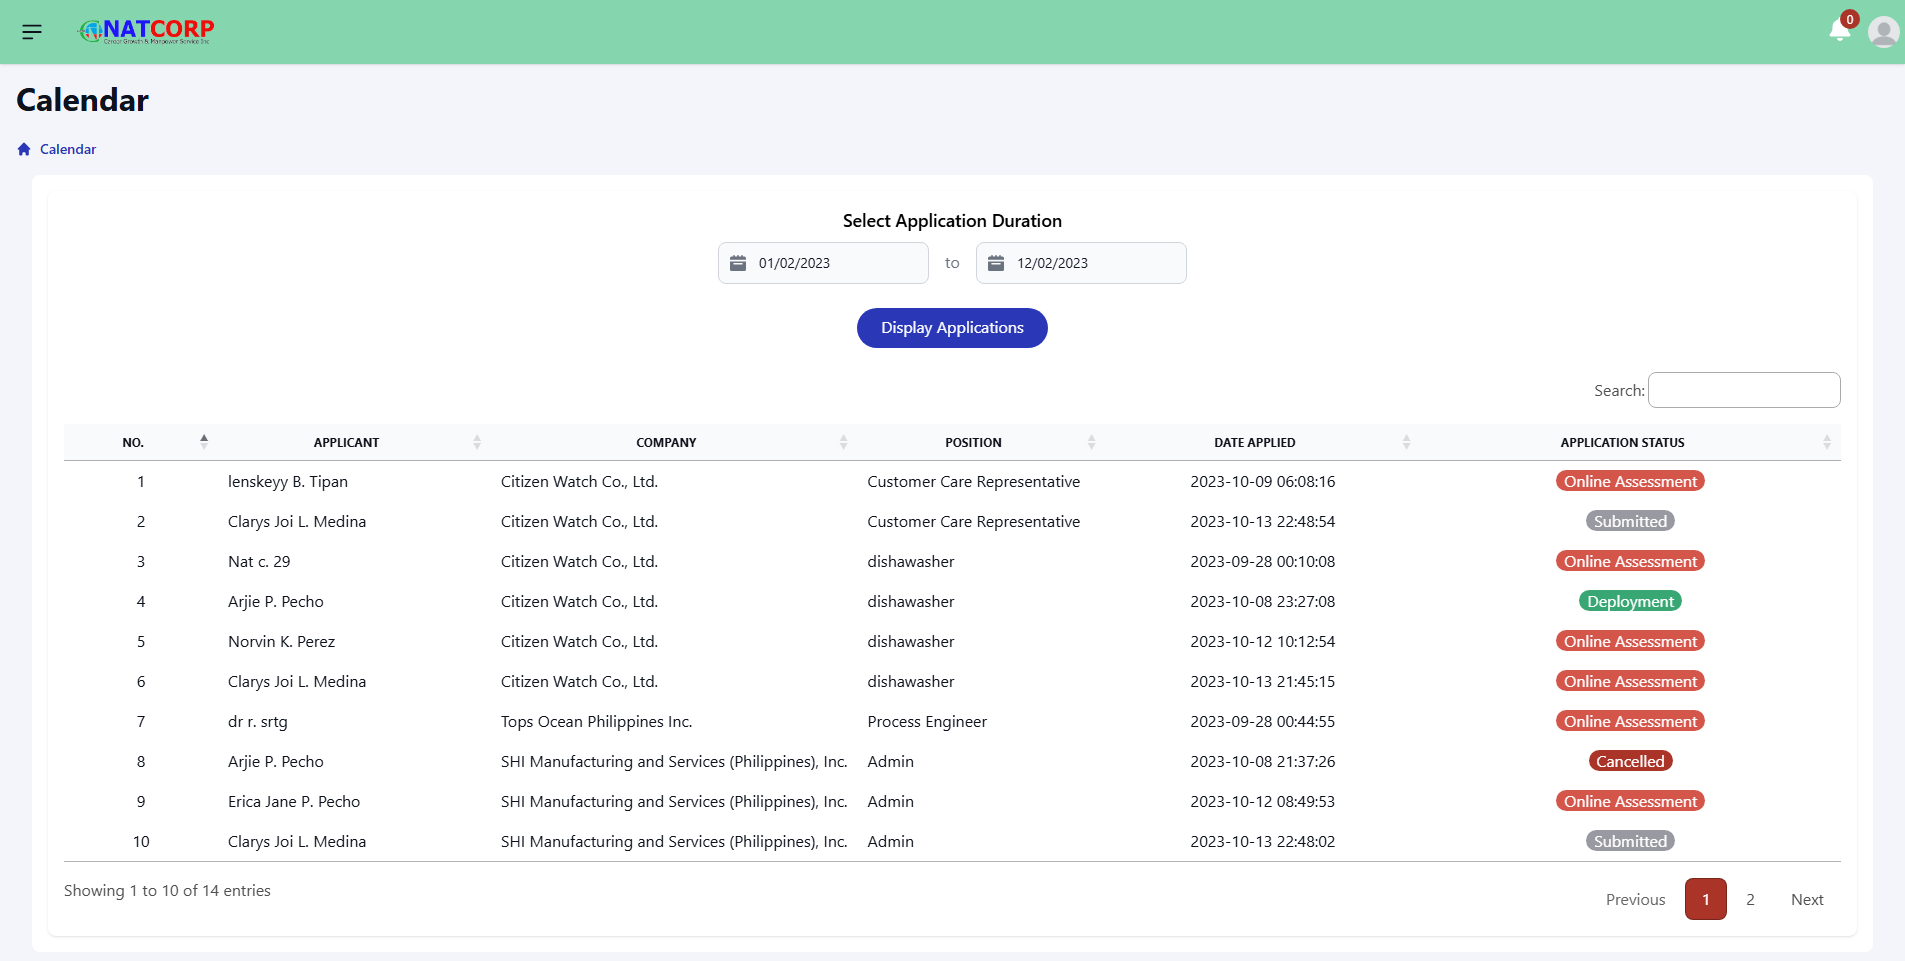 NATCORP
Career Growth & Manpower Service Inc
0
Calendar
Calendar
Select Application Duration
01/02/2023 to 12/02/2023
Display Applications
Search:
NO. APPLICANT COMPANY POSITION DATE APPLIED APPLICATION STATUS
1 lenskeyy B. Tipan Citizen Watch Co., Ltd. Customer Care Representative 2023-10-09 06:08:16 Online Assessment
2 Clarys Joi L. Medina Citizen Watch Co., Ltd. Customer Care Representative 2023-10-13 22:48:54 Submitted
3 Nat c. 29 Citizen Watch Co., Ltd. dishawasher 2023-09-28 00:10:08 Online Assessment
4 Arjie P. Pecho Citizen Watch Co., Ltd. dishawasher 2023-10-08 23:27:08 Deployment
5 Norvin K. Perez Citizen Watch Co., Ltd. dishawasher 2023-10-12 10:12:54 Online Assessment
6 Clarys Joi L. Medina Citizen Watch Co., Ltd. dishawasher 2023-10-13 21:45:15 Online Assessment
7 dr r. srtg Tops Ocean Philippines Inc. Process Engineer 2023-09-28 00:44:55 Online Assessment
8 Arjie P. Pecho SHI Manufacturing and Services (Philippines), Inc. Admin 2023-10-08 21:37:26 Cancelled
9 Erica Jane P. Pecho SHI Manufacturing and Services (Philippines), Inc. Admin 2023-10-12 08:49:53 Online Assessment
10 Clarys Joi L. Medina SHI Manufacturing and Services (Philippines), Inc. Admin 2023-10-13 22:48:02 Submitted
Showing 1 to 10 of 14 entries
Previous 1 2 Next